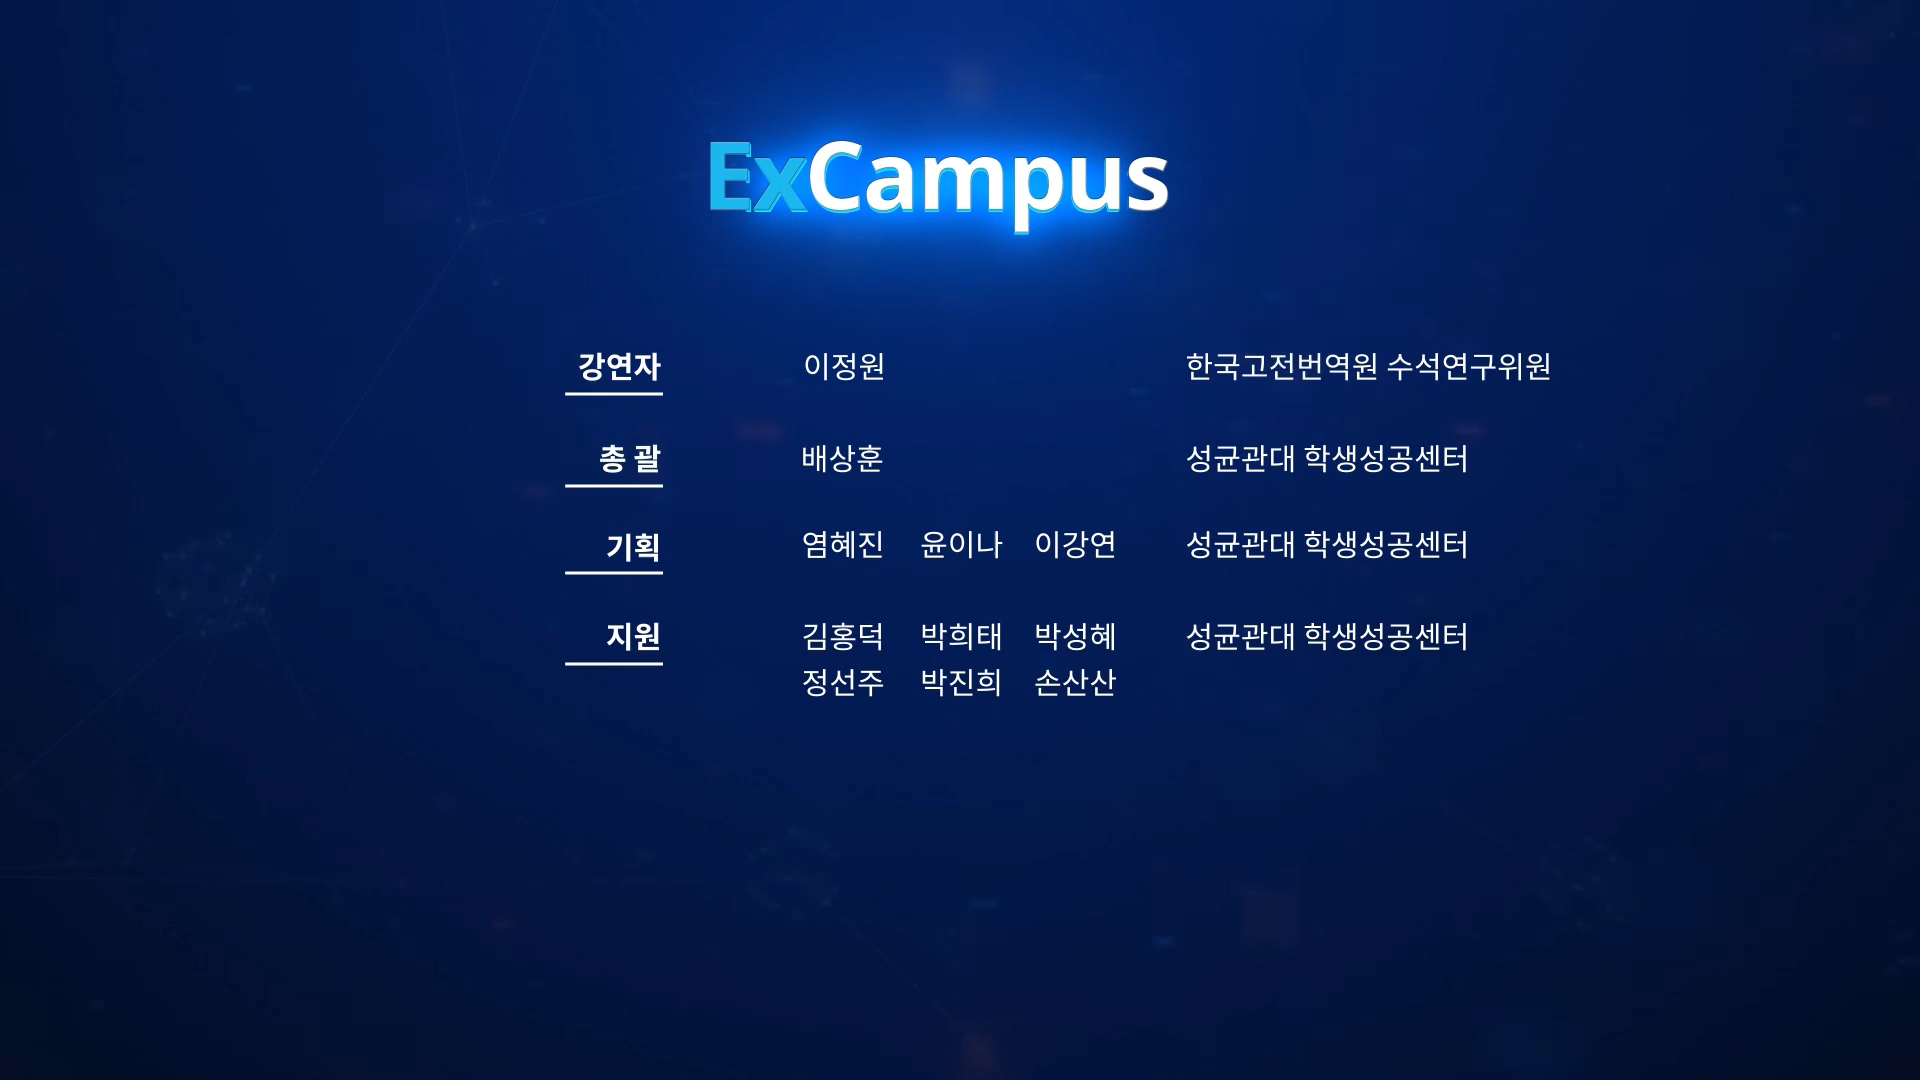 ExCampus
강연자 이정원 한국고전번역원 수석연구위원
총 괄 배상훈 성균관대 학생성공센터
기획 염혜진 윤이나 이강연 성균관대 학생성공센터
지원 김홍덕 박희태 박성혜 성균관대 학생성공센터
정선주 박진희 손산산